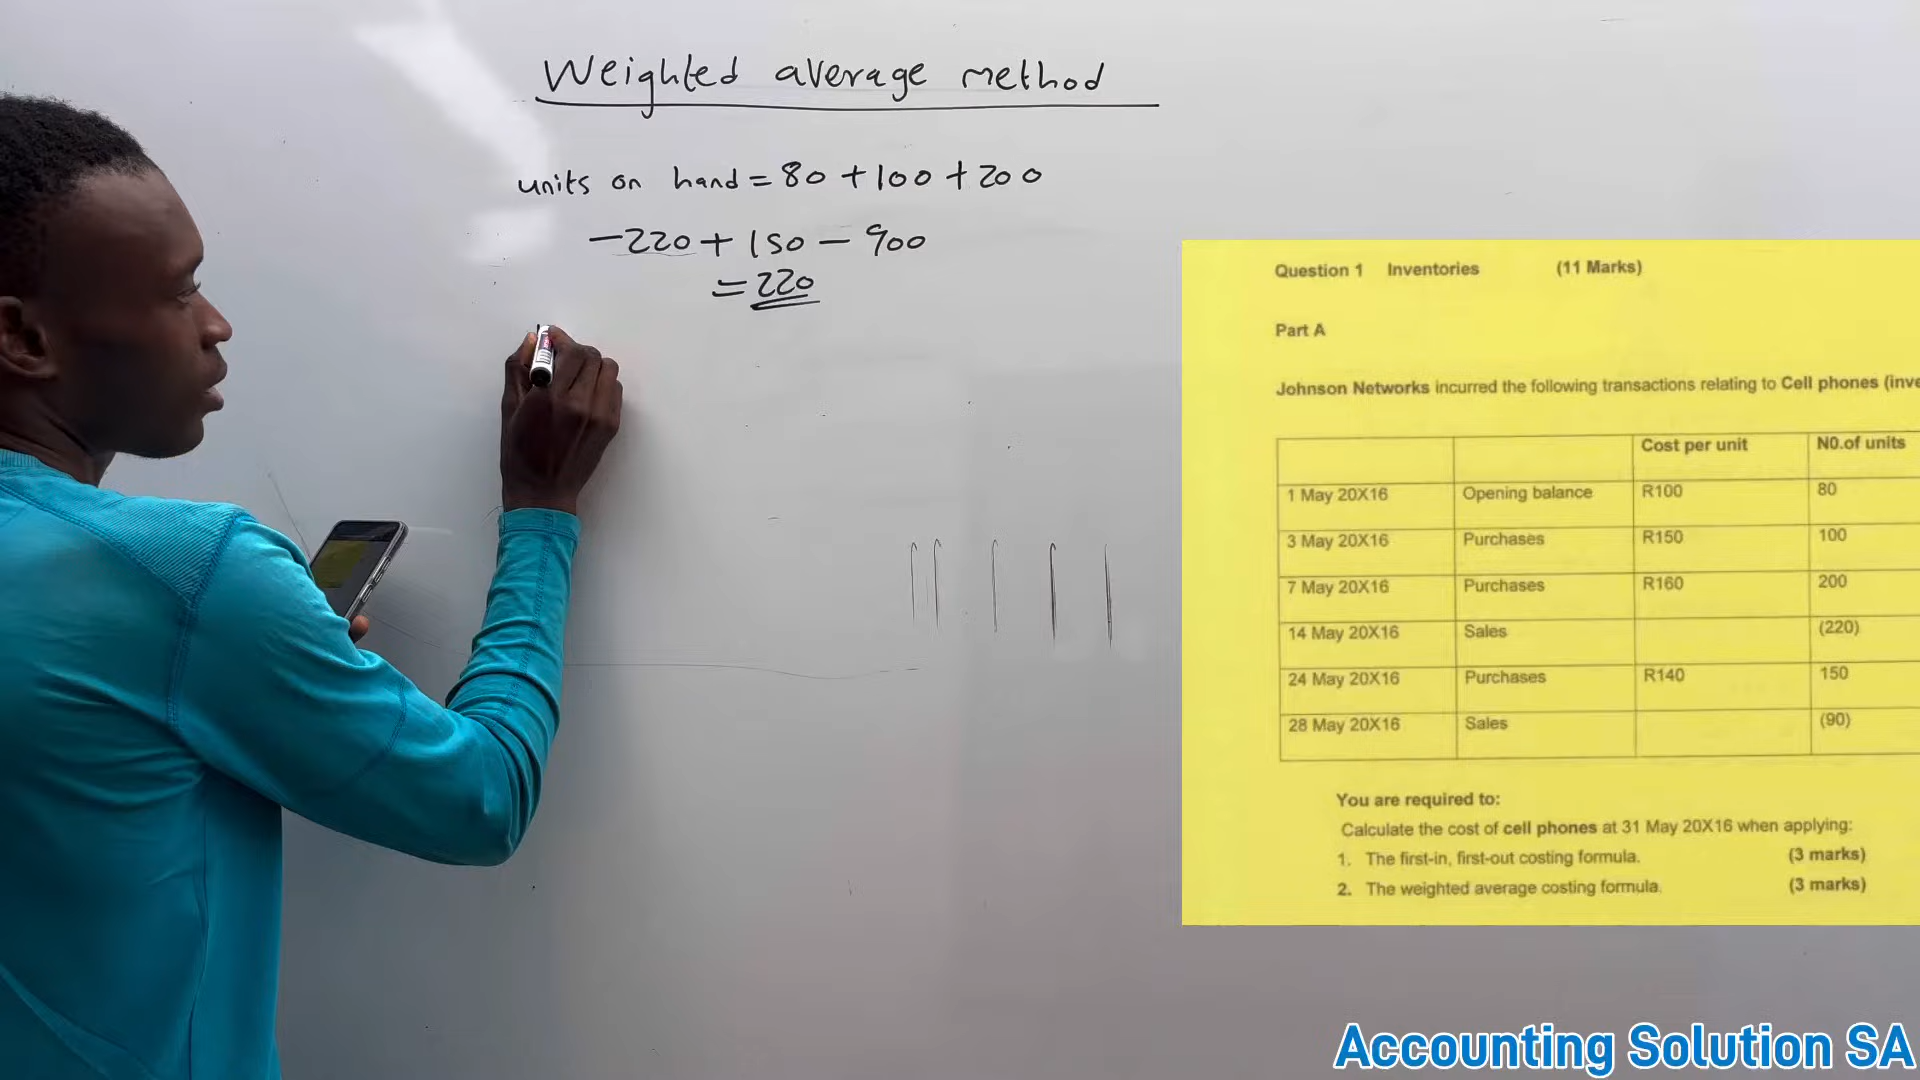 Weighted average method
units on hand = 80 + 100 + 200
- 220 + 150 - 900
= 220
Question 1 Inventories (11 Marks)
Part A
Johnson Networks incurred the following transactions relating to Cell phones (inve
Cost per unit N0.of units
1 May 20X16 Opening balance R100 80
3 May 20X16 Purchases R150 100
7 May 20X16 Purchases R160 200
14 May 20X16 Sales (220)
24 May 20X16 Purchases R140 150
28 May 20X16 Sales (90)
You are required to:
Calculate the cost of cell phones at 31 May 20X16 when applying:
1. The first-in, first-out costing formula. (3 marks)
2. The weighted average costing formula. (3 marks)
Accounting Solution SA